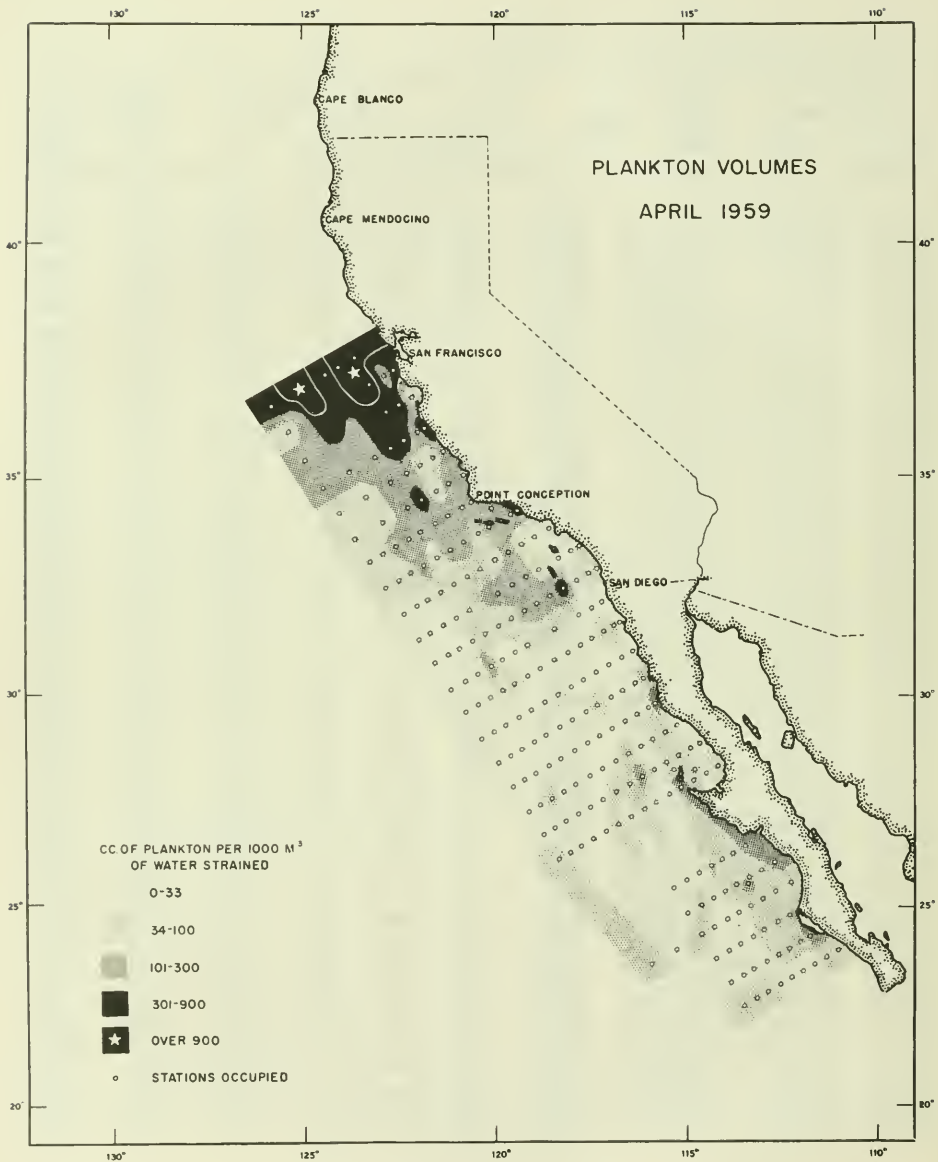 130° 125° 120° 115° 110°
CAPE BLANCO
PLANKTON VOLUMES
APRIL 1959
CAPE MENDOCINO
40° 40°
SAN FRANCISCO
35° 35°
POINT CONCEPTION
SAN DIEGO
30° 30°
CC. OF PLANKTON PER 1000 M³
OF WATER STRAINED
0-33
25° 25°
34-100
101-300
301-900
OVER 900
STATIONS OCCUPIED
20° 20°
130° 125° 120° 115° 110°